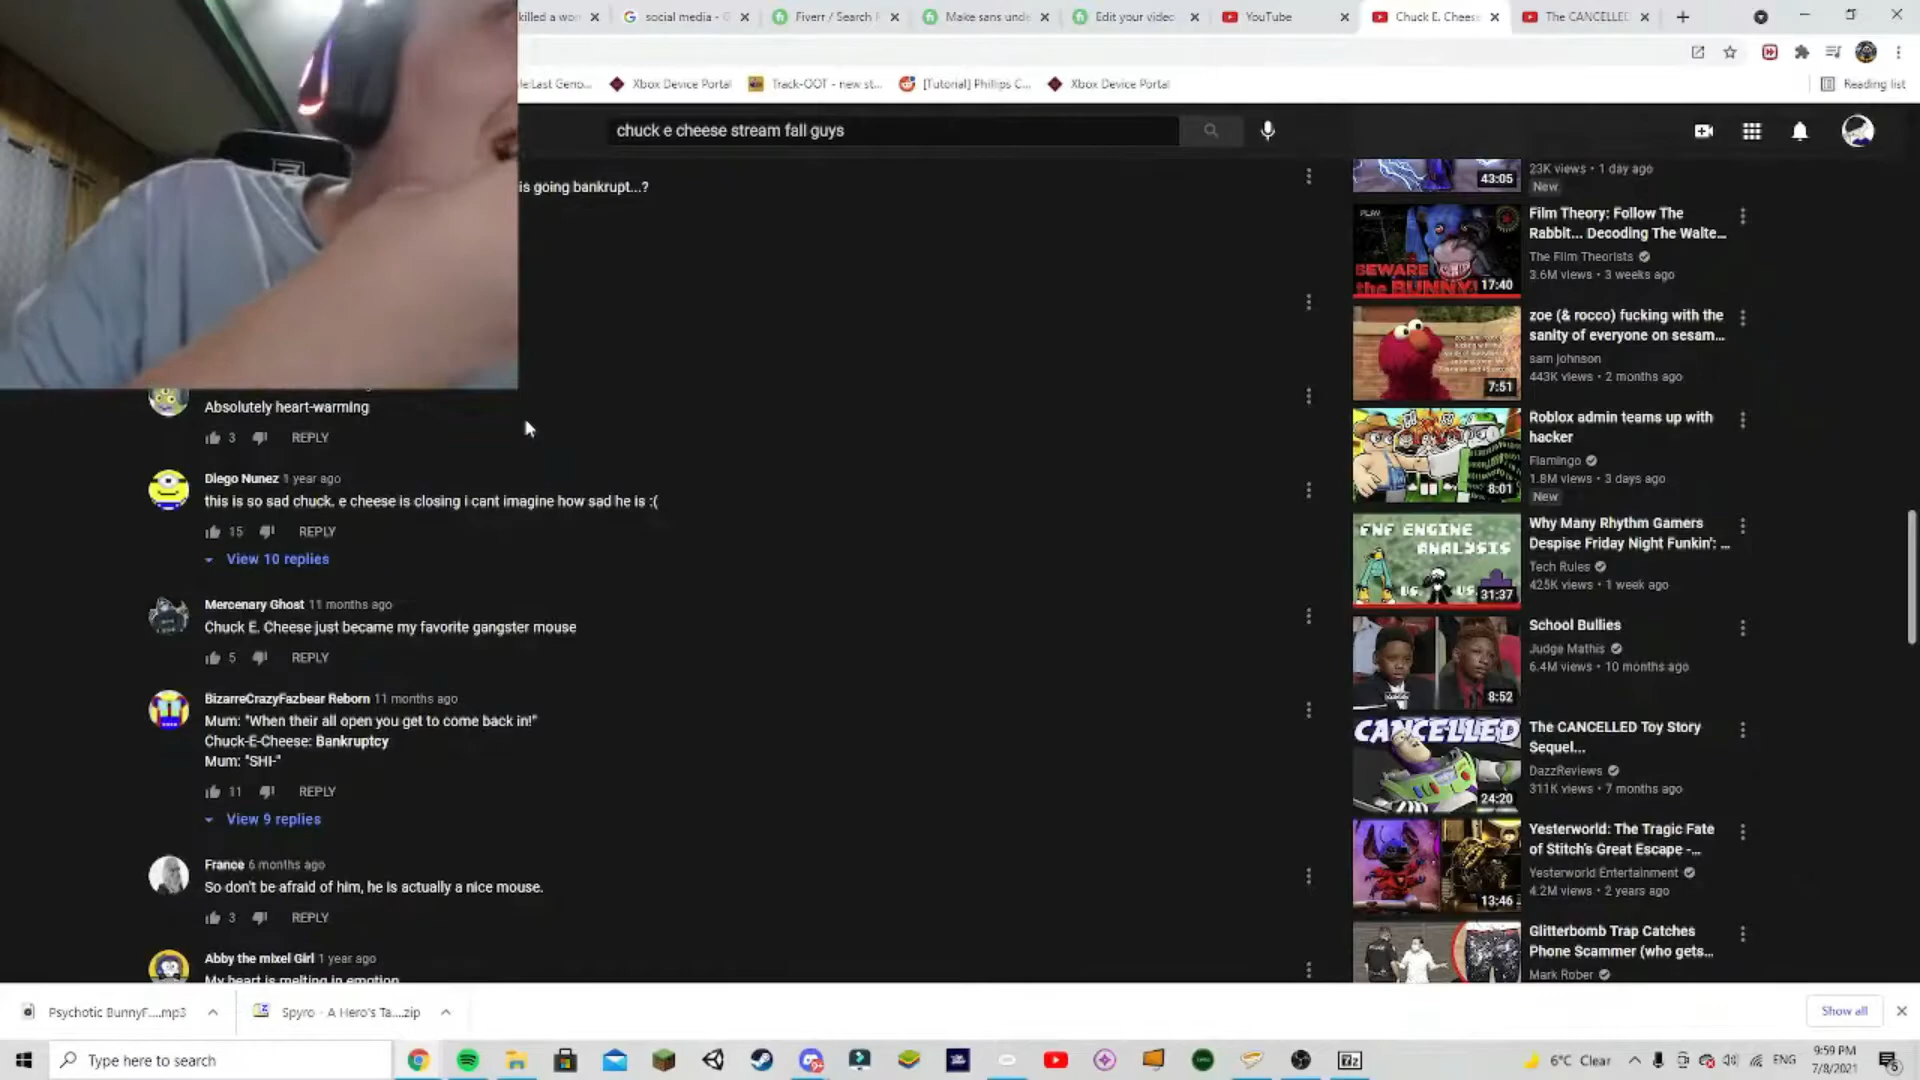 killed a wor
social media - G
Fiverr / Search
Make sans und
Edit your video
YouTube
Chuck E. Chees
The CANCELLED
Xbox Device Portal
Track-OOT - new st...
[Tutorial] Phillips C...
Xbox Device Portal
Reading list
chuck e cheese stream fall guys
is going bankrupt...?
Absolutely heart-warming
3 REPLY
Diego Nunez 1 year ago
this is so sad chuck. e cheese is closing i cant imagine how sad he is :(
15 REPLY
View 10 replies
Mercenary Ghost 11 months ago
Chuck E. Cheese just became my favorite gangster mouse
5 REPLY
BizarreCrazyFazbear Reborn 11 months ago
Mum: "When their all open you get to come back in!"
Chuck-E-Cheese: Bankruptcy
Mum: "SHI-"
11 REPLY
View 9 replies
France 6 months ago
So don't be afraid of him, he is actually a nice mouse.
3 REPLY
Abby the mixel Girl 1 year ago
My heart is melting in emotion
43:05
23K views • 1 day ago
New
PLAY
BEWARE
the BUNNY!
17:40
Film Theory: Follow The
Rabbit... Decoding The Walte...
The Film Theorists
3.6M views • 3 weeks ago
7:51
zoe (& rocco) fucking with the
sanity of everyone on sesam...
sam johnson
443K views • 2 months ago
8:01
Roblox admin teams up with
hacker
Flamingo
1.8M views • 3 days ago
New
FNF ENGINE
ANALYSIS
31:37
Why Many Rhythm Gamers
Despise Friday Night Funkin': ...
Tech Rules
425K views • 1 week ago
8:52
School Bullies
Judge Mathis
6.4M views • 10 months ago
CANCELLED
24:20
The CANCELLED Toy Story
Sequel...
DazzReviews
311K views • 7 months ago
13:46
Yesterworld: The Tragic Fate
of Stitch's Great Escape -...
Yesterworld Entertainment
4.2M views • 2 years ago
Glitterbomb Trap Catches
Phone Scammer (who gets...
Mark Rober
Psychotic BunnyF....mp3
Spyro - A Hero's Ta....zip
Show all
Type here to search
6°C Clear
ENG
9:59 PM
7/8/2021